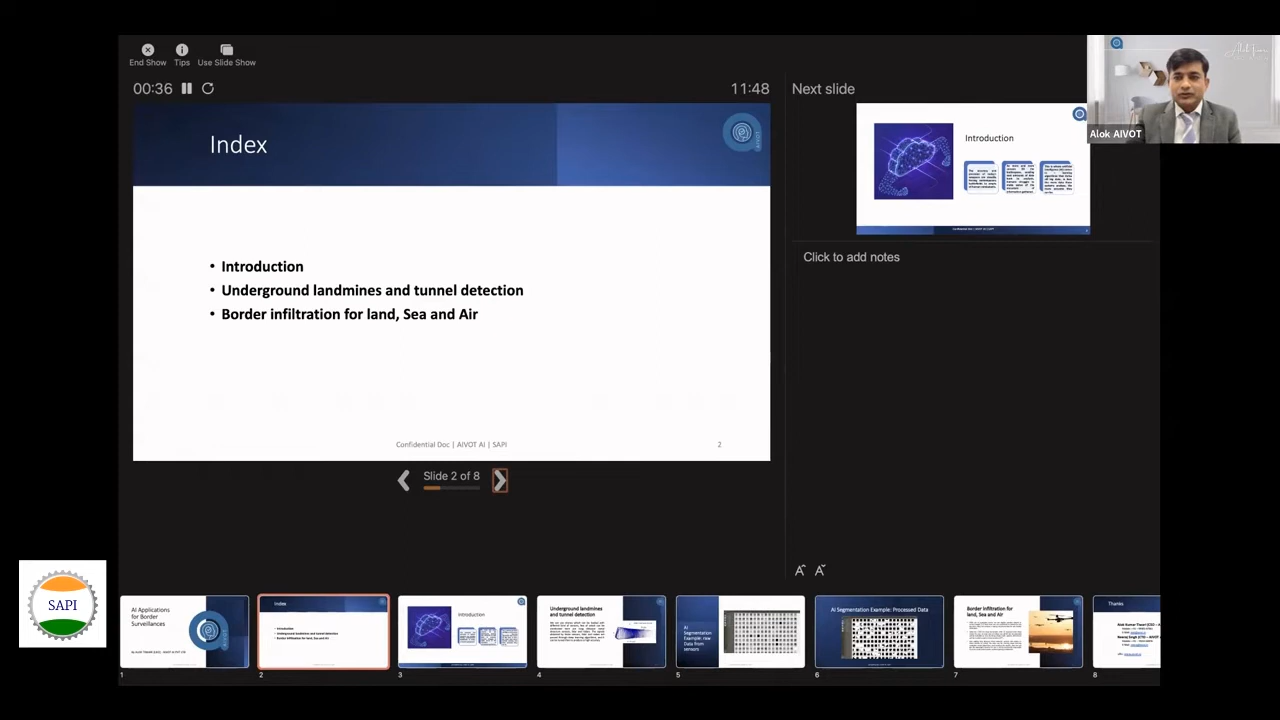 End Show
Tips
Use Slide Show
00:36
11:48
Next slide
Index
AIVOT
• Introduction
• Underground landmines and tunnel detection
• Border infiltration for land, Sea and Air
Confidential Doc | AIVOT AI | SAPI
2
Slide 2 of 8
Introduction
Alok AIVOT
Click to add notes
SAPI
AI Applications
for Border
Surveillances
Index
Introduction
Underground landmines
and tunnel detection
AI
Segmentation
Example: raw
Data from
sensors
AI Segmentation Example: Processed Data
Border Infiltration for
land, Sea and Air
Thanks
1
2
3
4
5
6
7
8